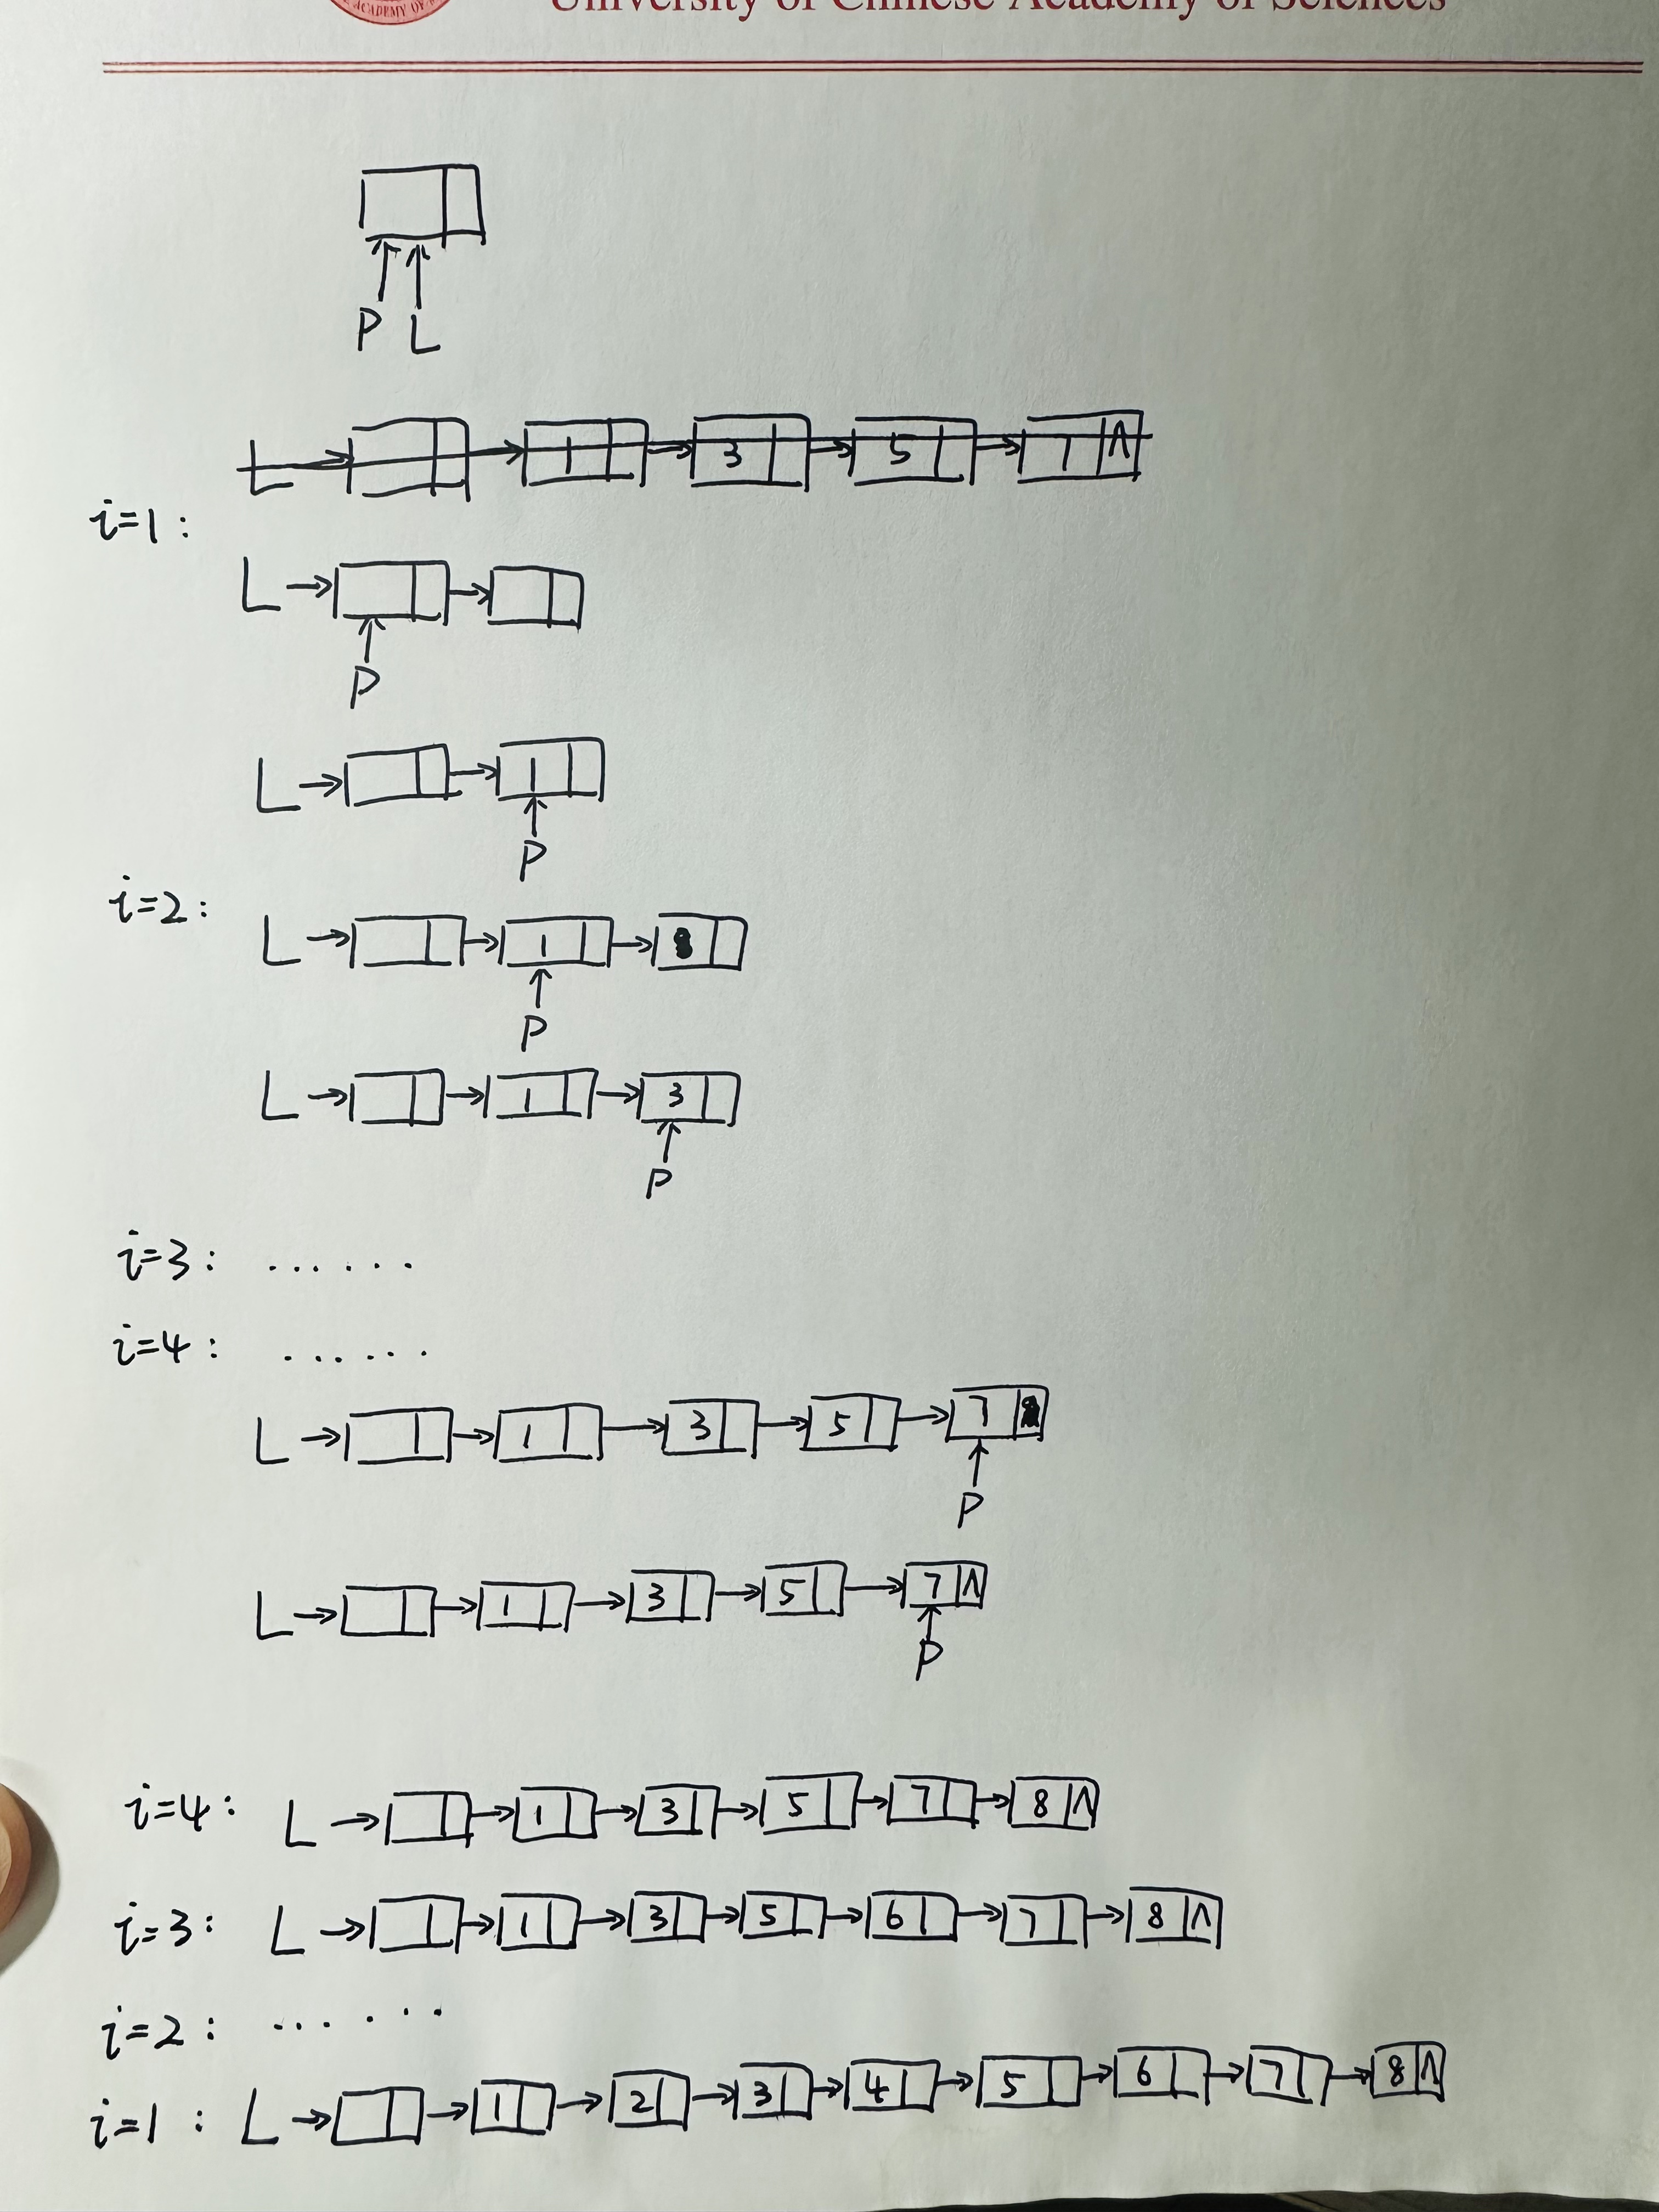 ACADEMY OF
University of Chinese Academy of Sciences
P L
L 1 3 5 7 ∧
i=1:
L
P
L 1
P
i=2:
L 1
P
L 1 3
P
i=3: ......
i=4: ......
L 1 3 5 7
P
L 1 3 5 7 ∧
P
i=4: L 1 3 5 7 8 ∧
i=3: L 1 3 5 6 7 8 ∧
i=2: ......
i=1: L 1 2 3 4 5 6 7 8 ∧